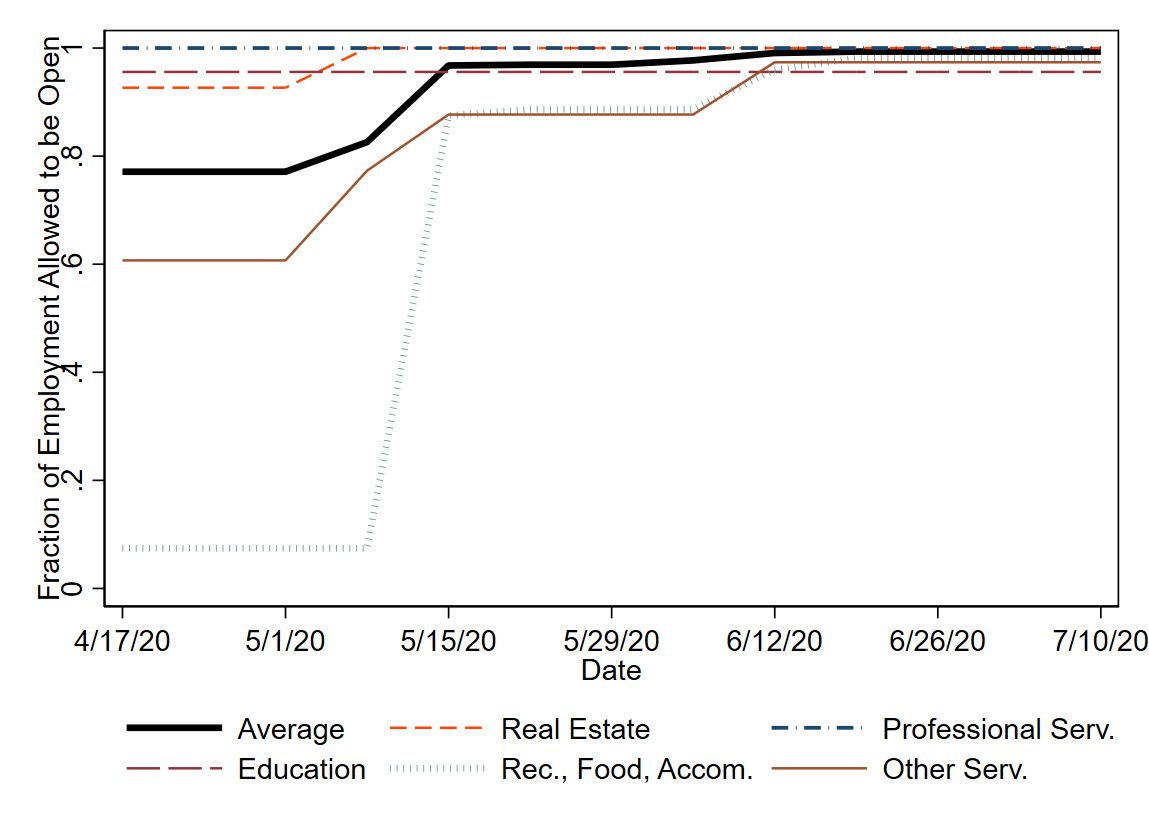 Fraction of Employment Allowed to be Open
1
.8
.6
.4
.2
0
4/17/20 5/1/20 5/15/20 5/29/20 6/12/20 6/26/20 7/10/20
Date
Average Real Estate Professional Serv.
Education Rec., Food, Accom. Other Serv.